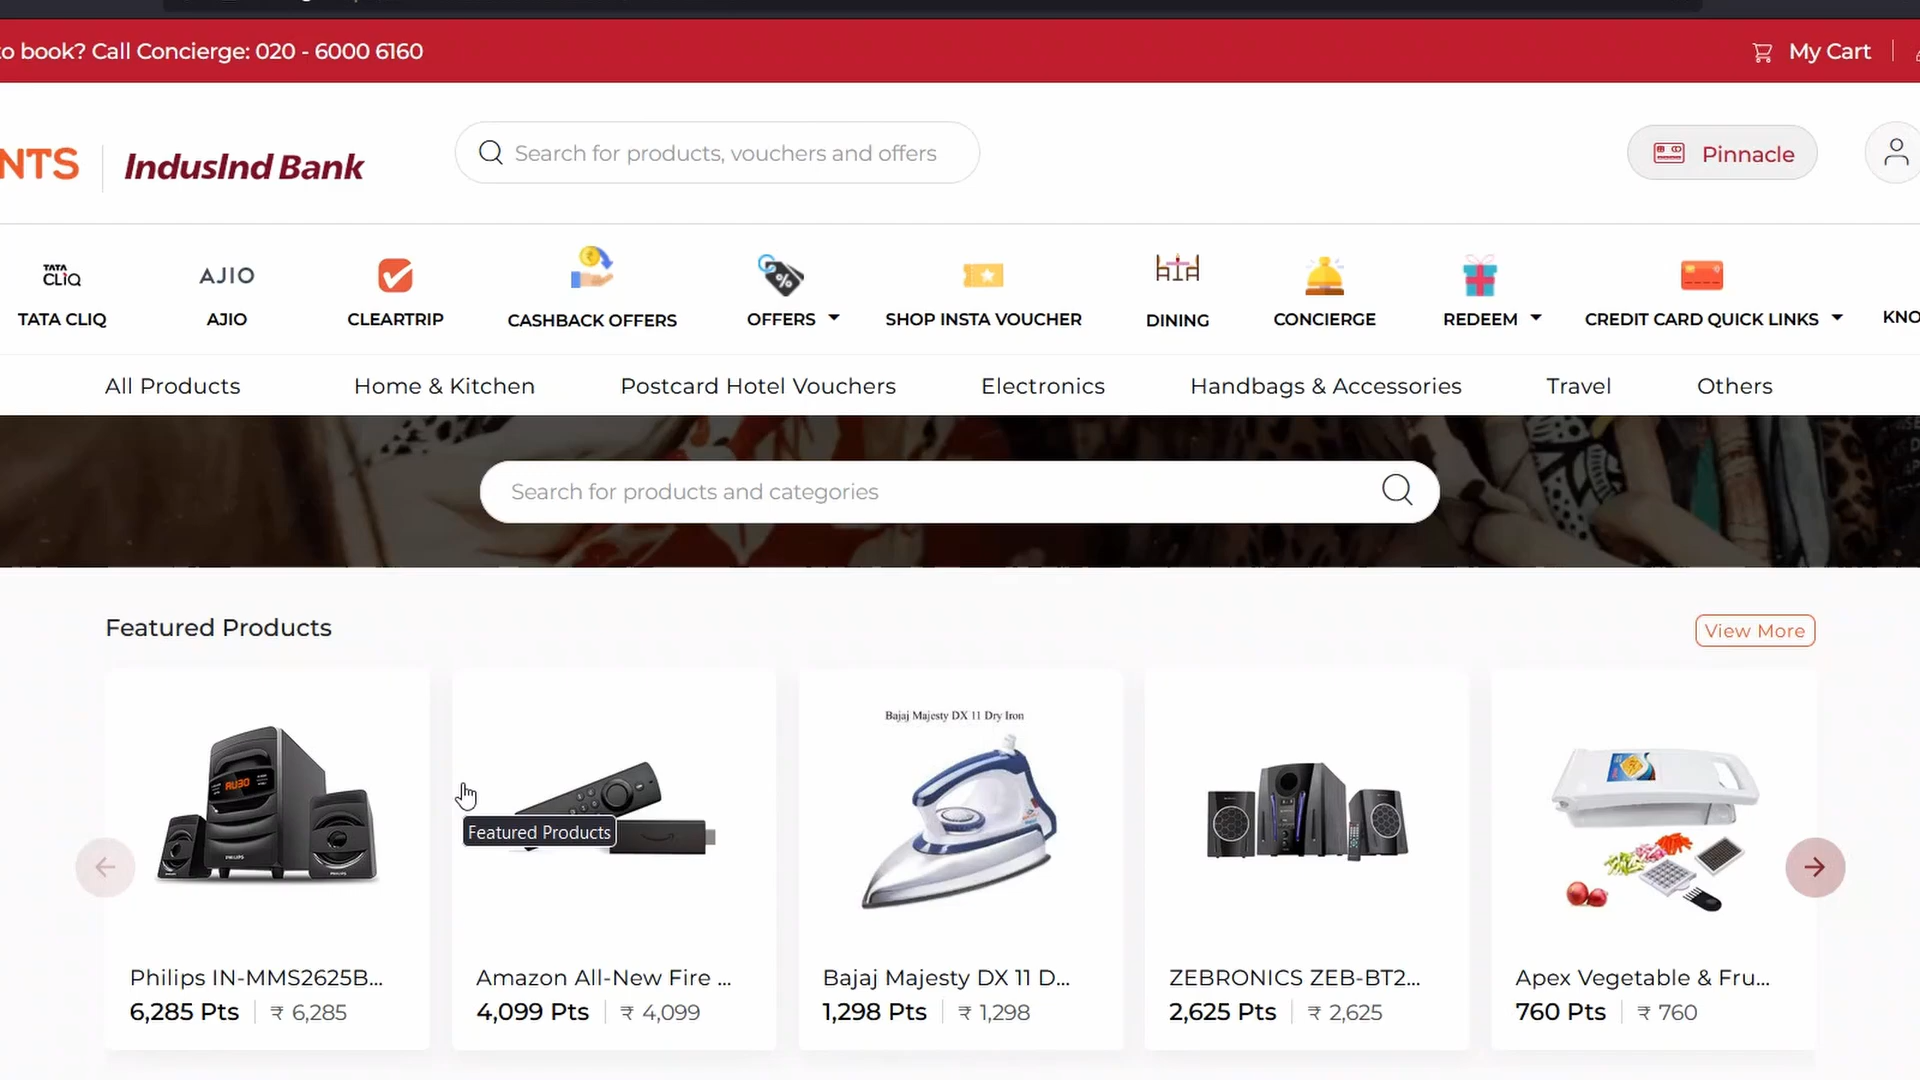 to book? Call Concierge: 020 - 6000 6160
My Cart
NTS
IndusInd Bank
Search for products, vouchers and offers
Pinnacle
TATA
CLiQ
AJIO
TATA CLIQ
AJIO
CLEARTRIP
CASHBACK OFFERS
OFFERS
SHOP INSTA VOUCHER
DINING
CONCIERGE
REDEEM
CREDIT CARD QUICK LINKS
KNO
All Products
Home & Kitchen
Postcard Hotel Vouchers
Electronics
Handbags & Accessories
Travel
Others
Search for products and categories
Featured Products
View More
Bajaj Majesty DX 11 Dry Iron
PHILIPS
Featured Products
Philips IN-MMS2625B...
Amazon All-New Fire ...
Bajaj Majesty DX 11 D...
ZEBRONICS ZEB-BT2...
Apex Vegetable & Fru...
6,285 Pts
₹ 6,285
4,099 Pts
₹ 4,099
1,298 Pts
₹ 1,298
2,625 Pts
₹ 2,625
760 Pts
₹ 760